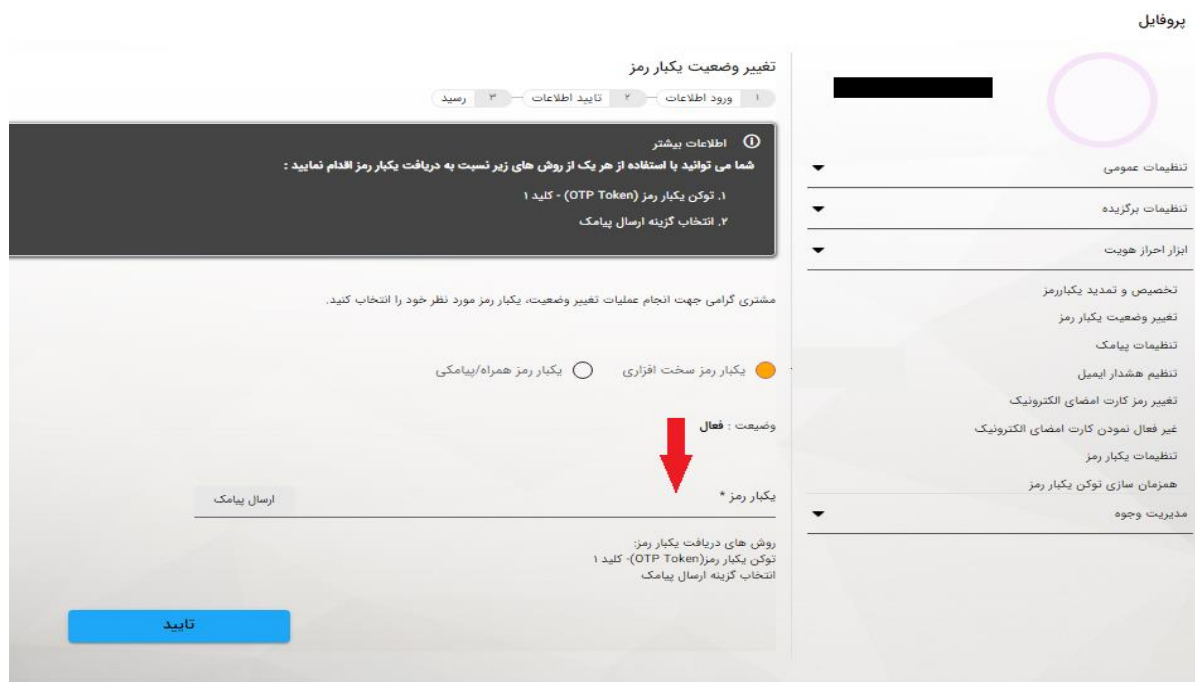 پروفایل
تنظیمات عمومی
تنظیمات برگزیده
ابزار احراز هویت
تخصیص و تمدید یکباررمز
تغییر وضعیت یکبار رمز
تنظیمات پیامک
تنظیم هشدار ایمیل
تغییر رمز کارت امضای الکترونیک
غیر فعال نمودن کارت امضای الکترونیک
تنظیمات یکبار رمز
همزمان سازی توکن یکبار رمز
مدیریت وجوه
تغییر وضعیت یکبار رمز
۱ ورود اطلاعات ۲ تایید اطلاعات ۳ رسید
اطلاعات بیشتر
شما می توانید با استفاده از هر یک از روش های زیر نسبت به دریافت یکبار رمز اقدام نمایید :
۱. توکن یکبار رمز (OTP Token) - کلید ۱
۲. انتخاب گزینه ارسال پیامک
مشتری گرامی جهت انجام عملیات تغییر وضعیت، یکبار رمز مورد نظر خود را انتخاب کنید.
یکبار رمز سخت افزاری یکبار رمز همراه/پیامکی
وضیعت : فعال
یکبار رمز * ارسال پیامک
روش های دریافت یکبار رمز:
توکن یکبار رمز(OTP Token)- کلید ۱
انتخاب گزینه ارسال پیامک
تایید